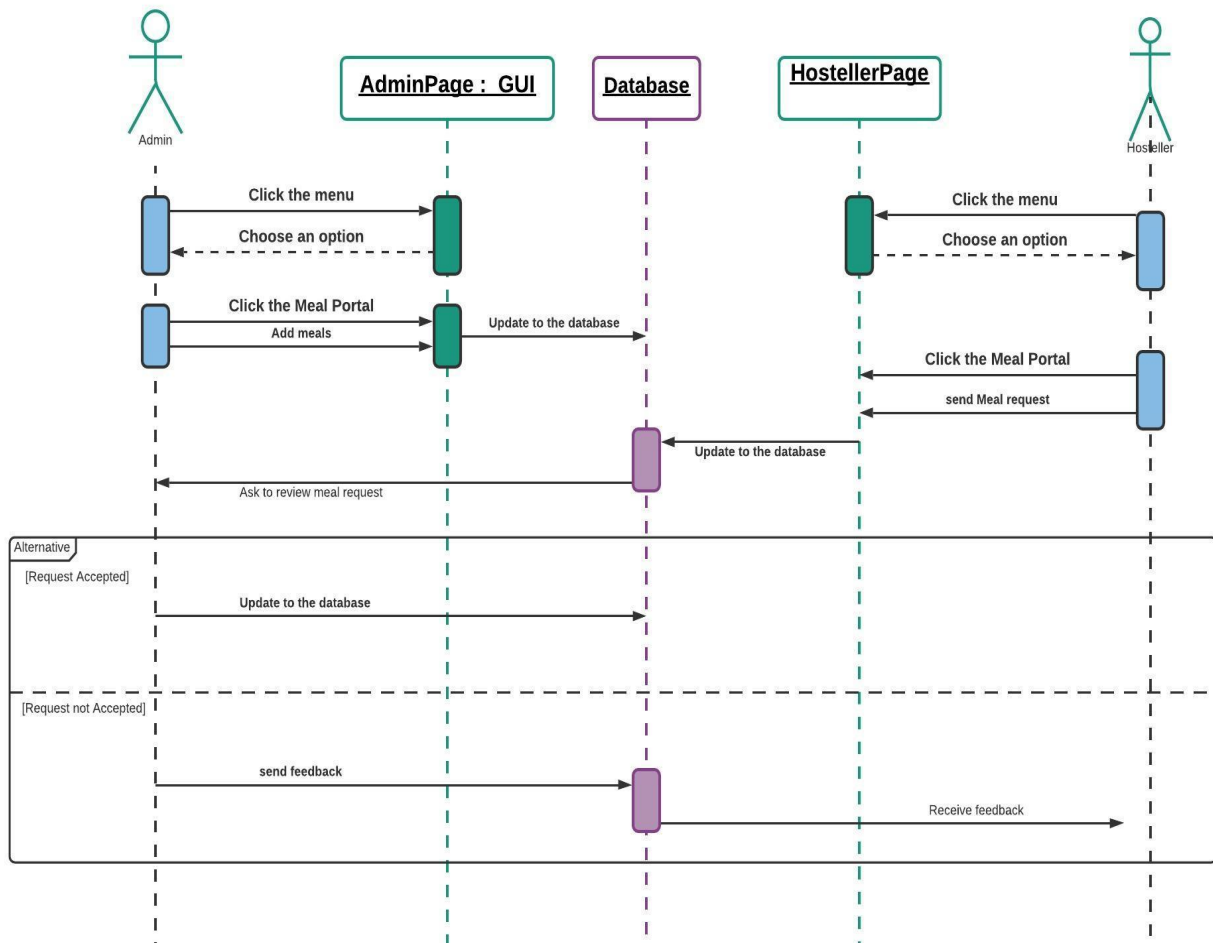 AdminPage :  GUI
Database
HostellerPage
Admin
Hosteller
Click the menu
Click the menu
Choose an option
Choose an option
Click the Meal Portal
Update to the database
Add meals
Click the Meal Portal
send Meal request
Update to the database
Ask to review meal request
Alternative
[Request Accepted]
Update to the database
[Request not Accepted]
send feedback
Receive feedback